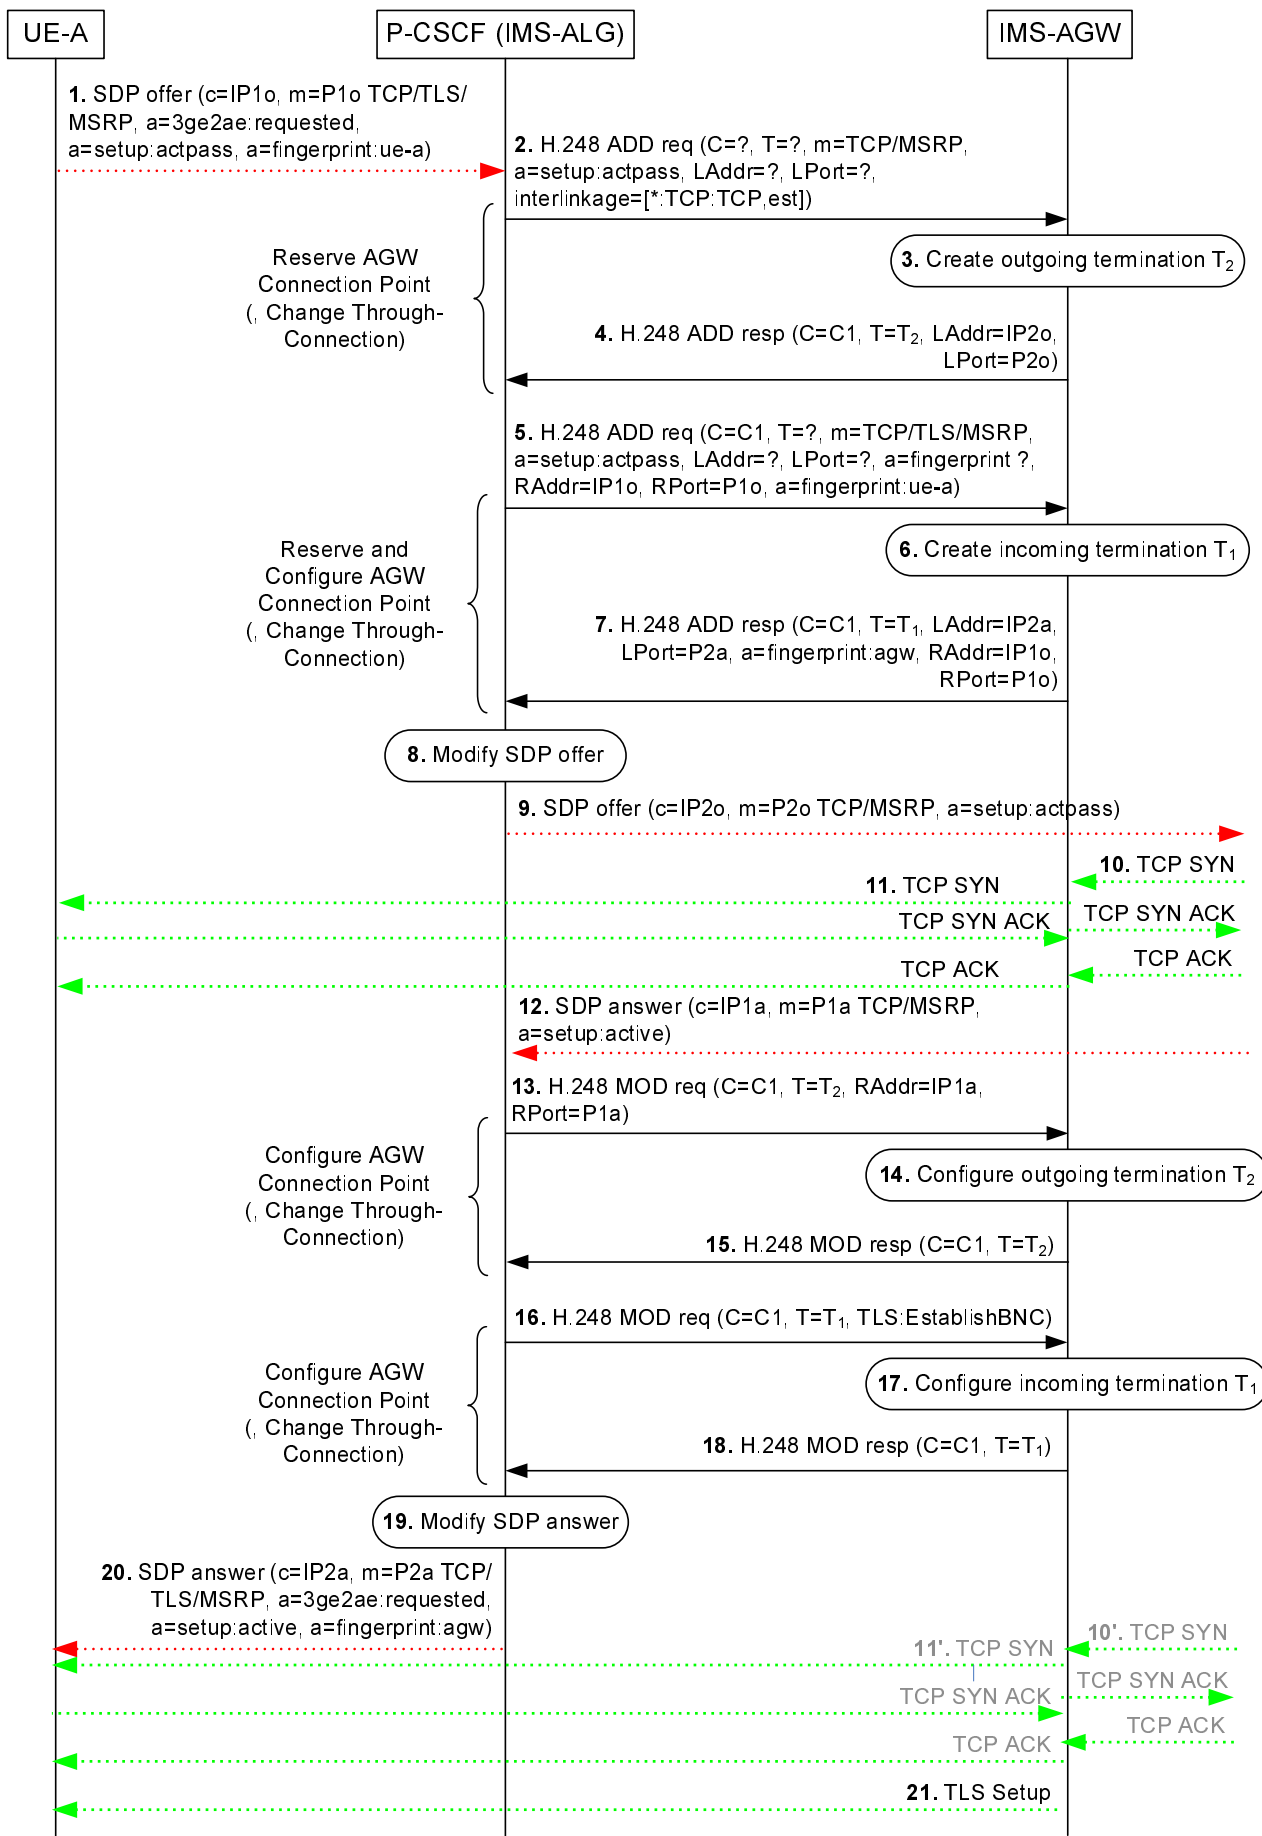 UE-A
P-CSCF (IMS-ALG)
IMS-AGW
1. SDP offer (c=IP1o, m=P1o TCP/TLS/
MSRP, a=3ge2ae:requested,
a=setup:actpass, a=fingerprint:ue-a)
2. H.248 ADD req (C=?, T=?, m=TCP/MSRP,
a=setup:actpass, LAddr=?, LPort=?,
interlinkage=[*:TCP:TCP,est])
Reserve AGW
Connection Point
(, Change Through-
Connection)
3. Create outgoing termination T2
4. H.248 ADD resp (C=C1, T=T2, LAddr=IP2o,
LPort=P2o)
5. H.248 ADD req (C=C1, T=?, m=TCP/TLS/MSRP,
a=setup:actpass, LAddr=?, LPort=?, a=fingerprint ?,
RAddr=IP1o, RPort=P1o, a=fingerprint:ue-a)
Reserve and
Configure AGW
Connection Point
(, Change Through-
Connection)
6. Create incoming termination T1
7. H.248 ADD resp (C=C1, T=T1, LAddr=IP2a,
LPort=P2a, a=fingerprint:agw, RAddr=IP1o,
RPort=P1o)
8. Modify SDP offer
9. SDP offer (c=IP2o, m=P2o TCP/MSRP, a=setup:actpass)
10. TCP SYN
11. TCP SYN
TCP SYN ACK
TCP SYN ACK
TCP ACK
TCP ACK
12. SDP answer (c=IP1a, m=P1a TCP/MSRP,
a=setup:active)
13. H.248 MOD req (C=C1, T=T2, RAddr=IP1a,
RPort=P1a)
Configure AGW
Connection Point
(, Change Through-
Connection)
14. Configure outgoing termination T2
15. H.248 MOD resp (C=C1, T=T2)
16. H.248 MOD req (C=C1, T=T1, TLS:EstablishBNC)
Configure AGW
Connection Point
(, Change Through-
Connection)
17. Configure incoming termination T1
18. H.248 MOD resp (C=C1, T=T1)
19. Modify SDP answer
20. SDP answer (c=IP2a, m=P2a TCP/
TLS/MSRP, a=3ge2ae:requested,
a=setup:active, a=fingerprint:agw)
10'. TCP SYN
11'. TCP SYN
TCP SYN ACK
TCP SYN ACK
TCP ACK
TCP ACK
21. TLS Setup